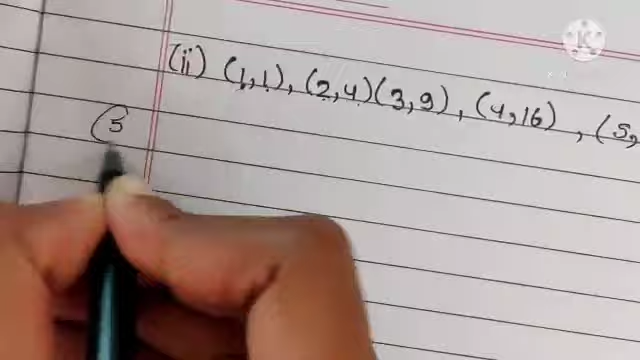 (ii) (1,1), (2,4)(3,9), (4,16), (5,
(5